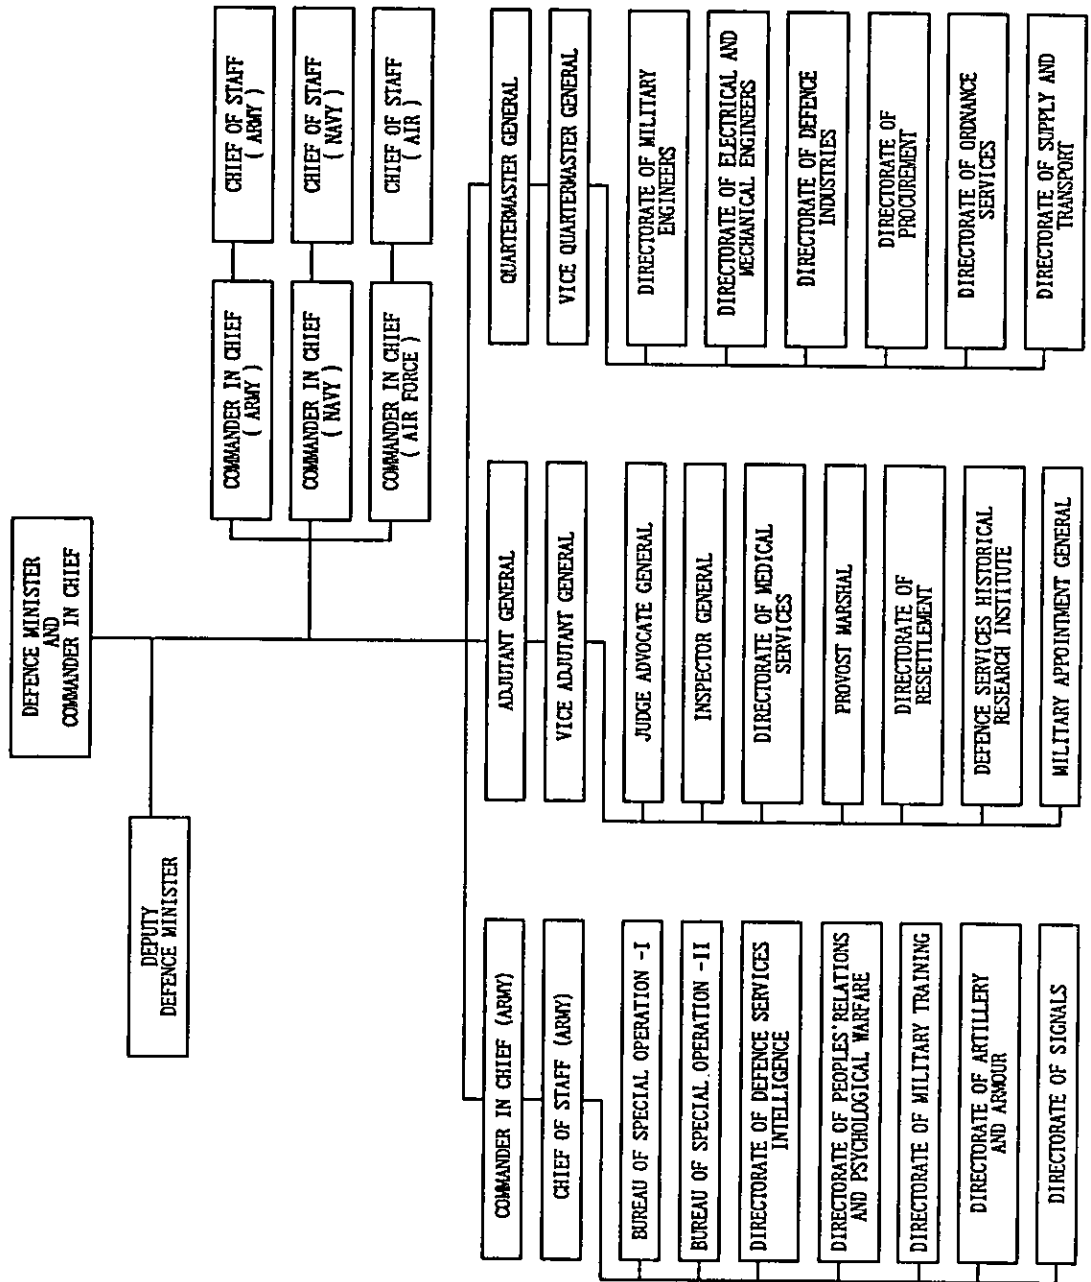 DEFENCE MINISTER
AND
COMMANDER IN CHIEF
DEPUTY
DEFENCE MINISTER
COMMANDER IN CHIEF
( ARMY )
CHIEF OF STAFF
( ARMY )
COMMANDER IN CHIEF
( NAVY )
CHIEF OF STAFF
( NAVY )
COMMANDER IN CHIEF
( AIR FORCE )
CHIEF OF STAFF
( AIR )
COMMANDER IN CHIEF (ARMY)
CHIEF OF STAFF (ARMY)
BUREAU OF SPECIAL OPERATION -I
BUREAU OF SPECIAL OPERATION -II
DIRECTORATE OF DEFENCE SERVICES
INTELLIGENCE
DIRECTORATE OF PEOPLES'RELATIONS
AND PSYCHOLOGICAL WARFARE
DIRECTORATE OF MILITARY TRAINING
DIRECTORATE OF ARTILLERY
AND ARMOUR
DIRECTORATE OF SIGNALS
ADJUTANT GENERAL
VICE ADJUTANT GENERAL
JUDGE ADVOCATE GENERAL
INSPECTOR GENERAL
DIRECTORATE OF MEDICAL
SERVICES
PROVOST MARSHAL
DIRECTORATE OF
RESETTLEMENT
DEFENCE SERVICES HISTORICAL
RESEARCH INSTITUTE
MILITARY APPOINTMENT GENERAL
QUARTERMASTER GENERAL
VICE QUARTERMASTER GENERAL
DIRECTORATE OF MILITARY
ENGINEERS
DIRECTORATE OF ELECTRICAL AND
MECHANICAL ENGINEERS
DIRECTORATE OF DEFENCE
INDUSTRIES
DIRECTORATE OF
PROCUREMENT
DIRECTORATE OF ORDNANCE
SERVICES
DIRECTORATE OF SUPPLY AND
TRANSPORT